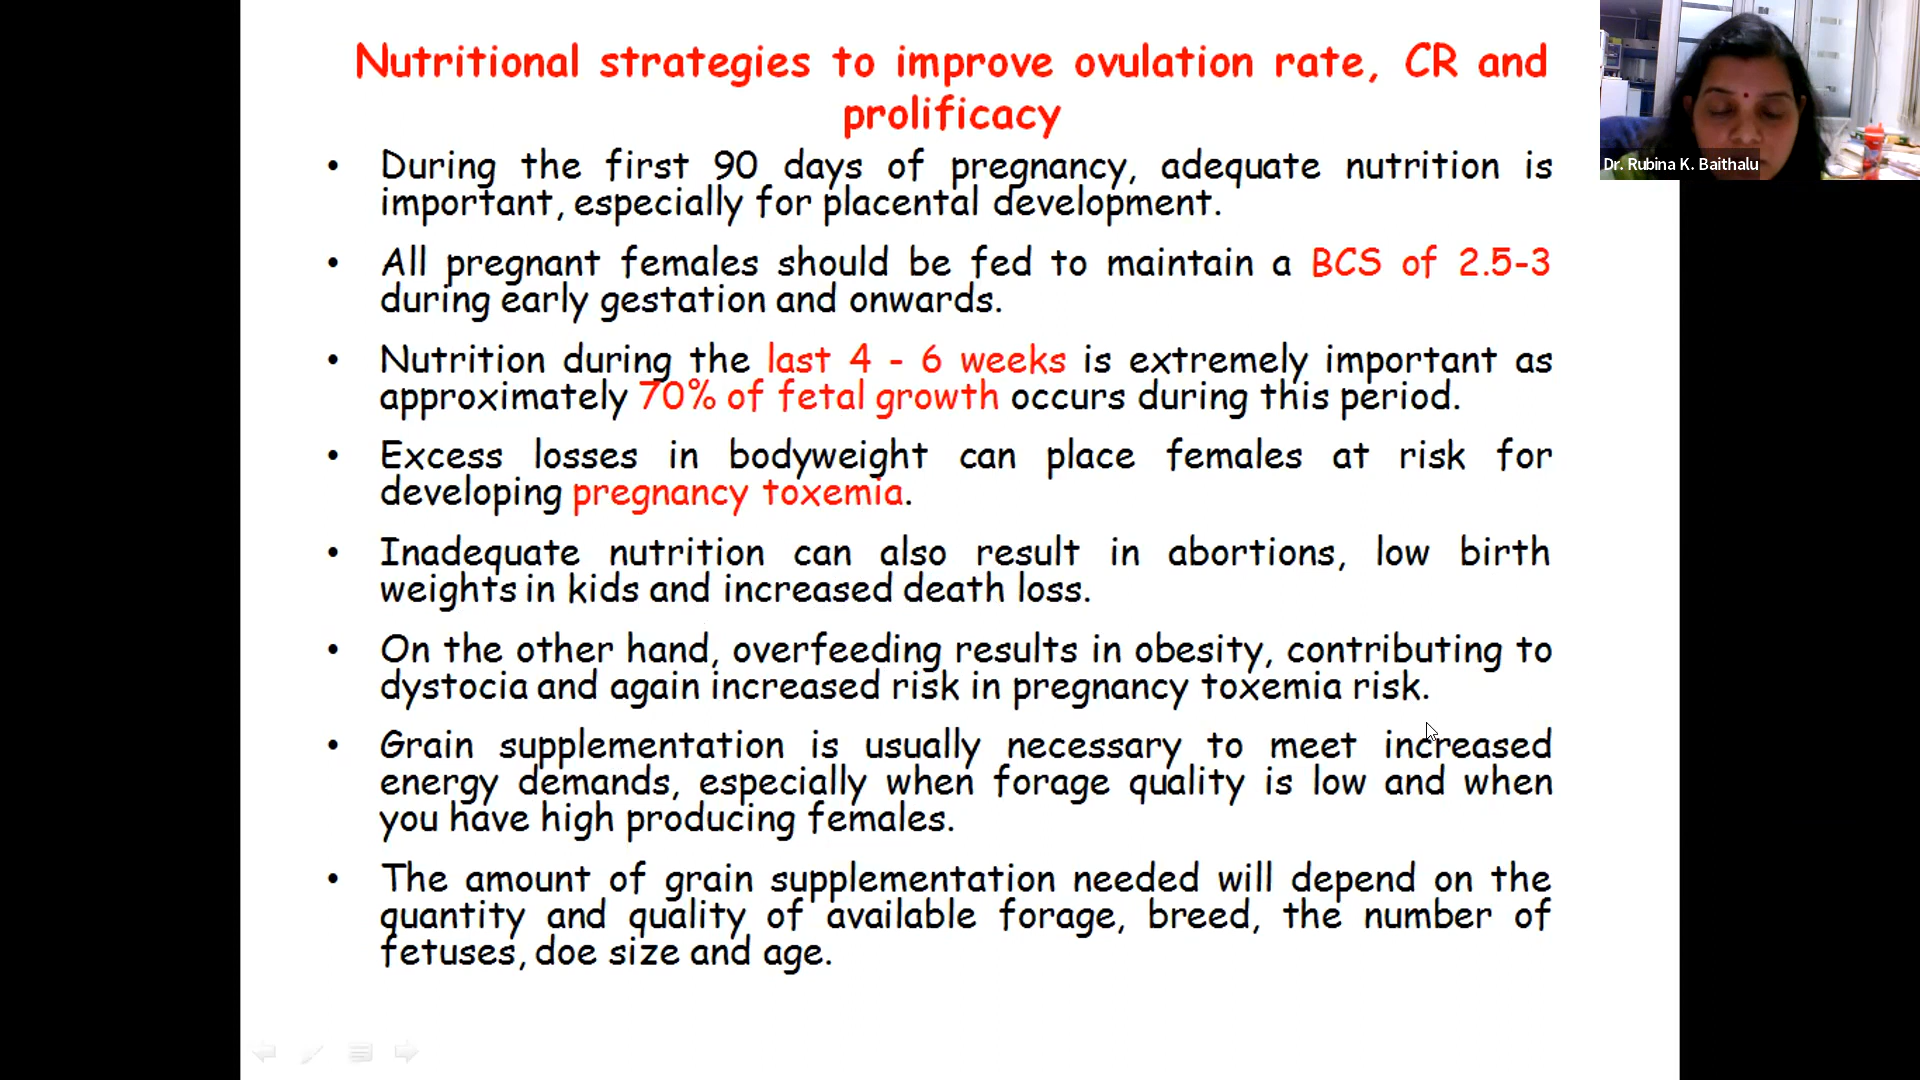 Nutritional strategies to improve ovulation rate, CR and
prolificacy
• During the first 90 days of pregnancy, adequate nutrition is
important, especially for placental development.
• All pregnant females should be fed to maintain a BCS of 2.5-3
during early gestation and onwards.
• Nutrition during the last 4 - 6 weeks is extremely important as
approximately 70% of fetal growth occurs during this period.
• Excess losses in bodyweight can place females at risk for
developing pregnancy toxemia.
• Inadequate nutrition can also result in abortions, low birth
weights in kids and increased death loss.
• On the other hand, overfeeding results in obesity, contributing to
dystocia and again increased risk in pregnancy toxemia risk.
• Grain supplementation is usually necessary to meet increased
energy demands, especially when forage quality is low and when
you have high producing females.
• The amount of grain supplementation needed will depend on the
quantity and quality of available forage, breed, the number of
fetuses, doe size and age.
Dr. Rubina K. Baithalu